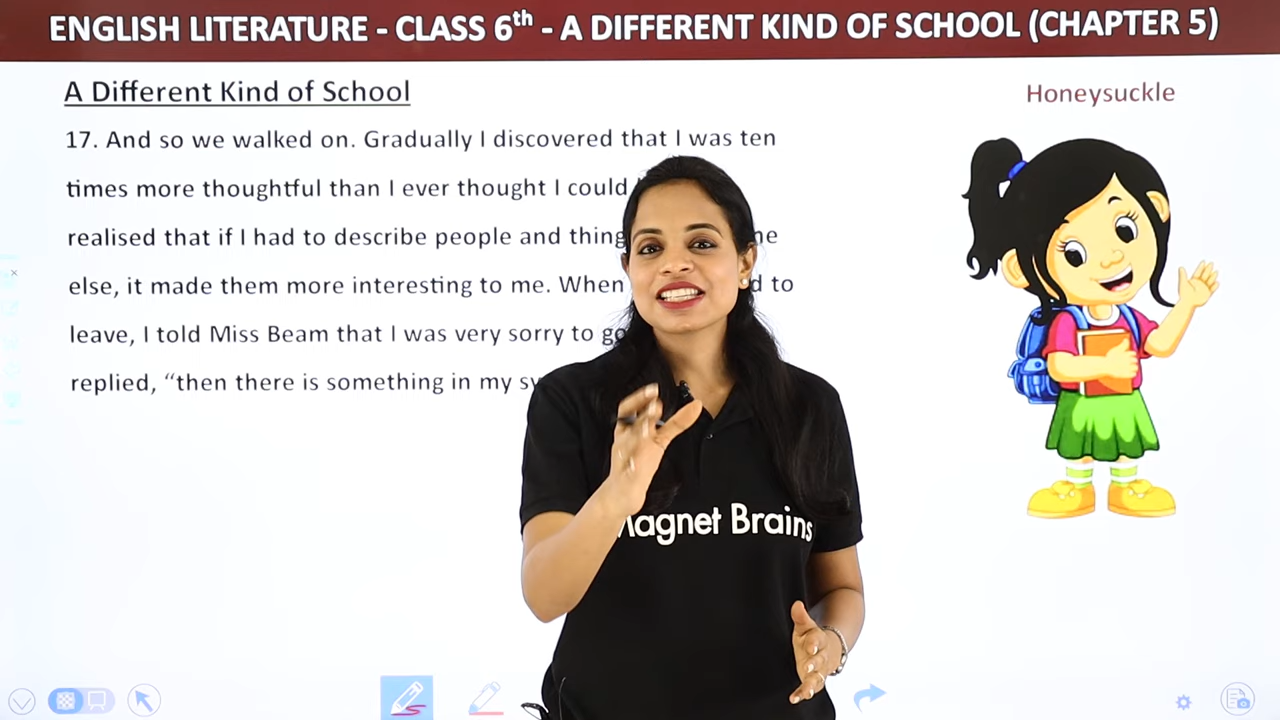 ENGLISH LITERATURE - CLASS 6th - A DIFFERENT KIND OF SCHOOL (CHAPTER 5)
A Different Kind of School
Honeysuckle
17. And so we walked on. Gradually I discovered that I was ten
times more thoughtful than I ever thought I could
realised that if I had to describe people and
else, it made them more interesting to me. When to
leave, I told Miss Beam that I was very sorry to
replied, “then there is something in my
Magnet Brains